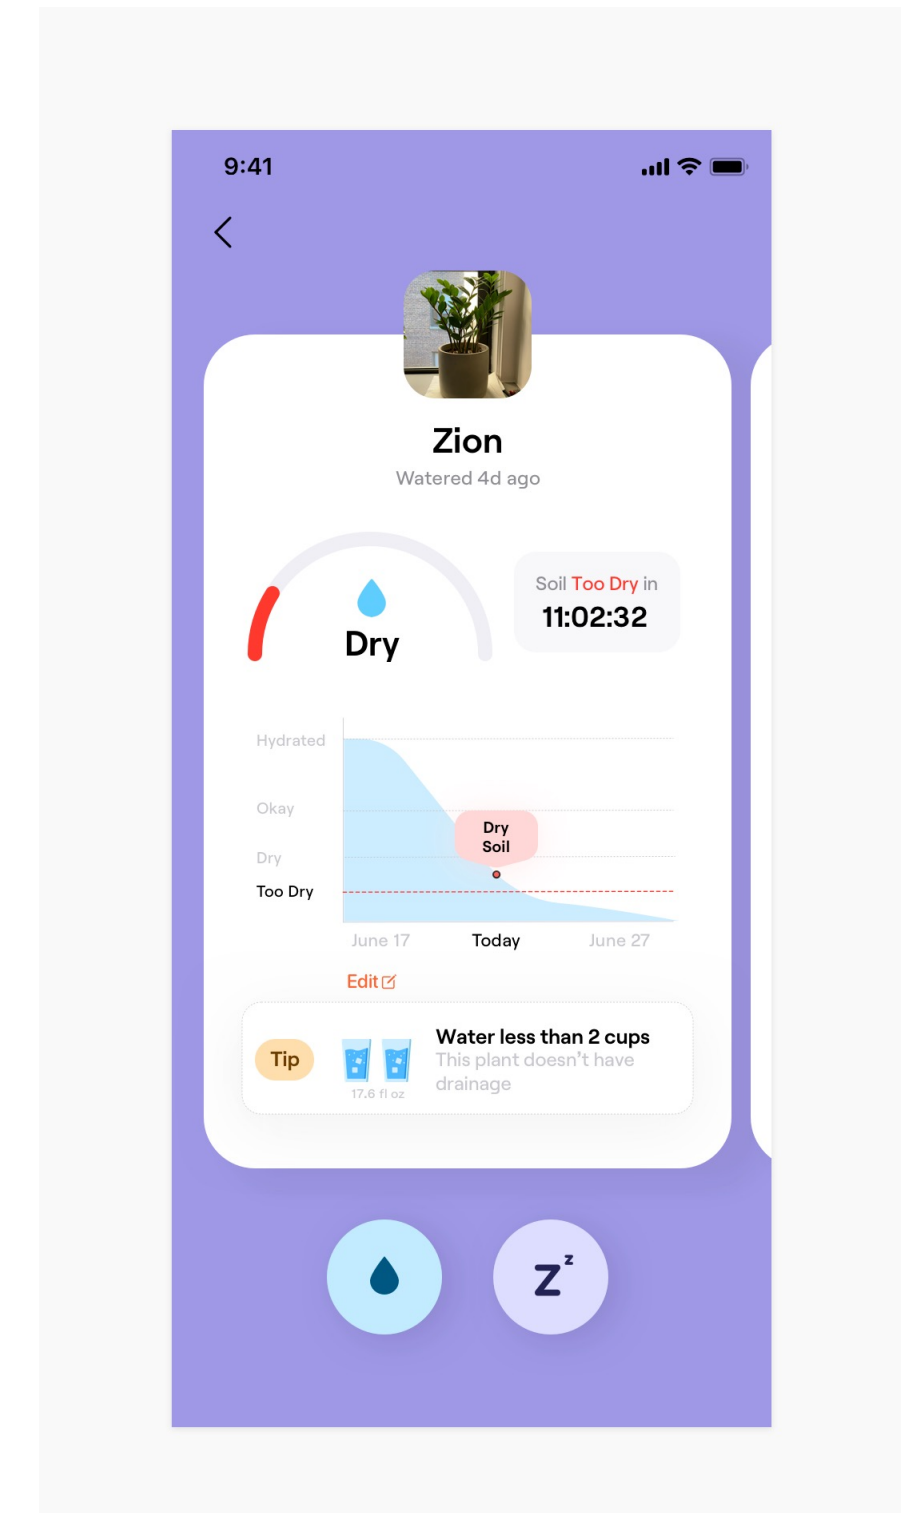 9:41
Zion
Watered 4d ago
Dry
Soil Too Dry in
11:02:32
Hydrated
Okay
Dry
Too Dry
Dry
Soil
June 17
Today
June 27
Edit
Tip
17.6 fl oz
Water less than 2 cups
This plant doesn’t have
drainage
Zz